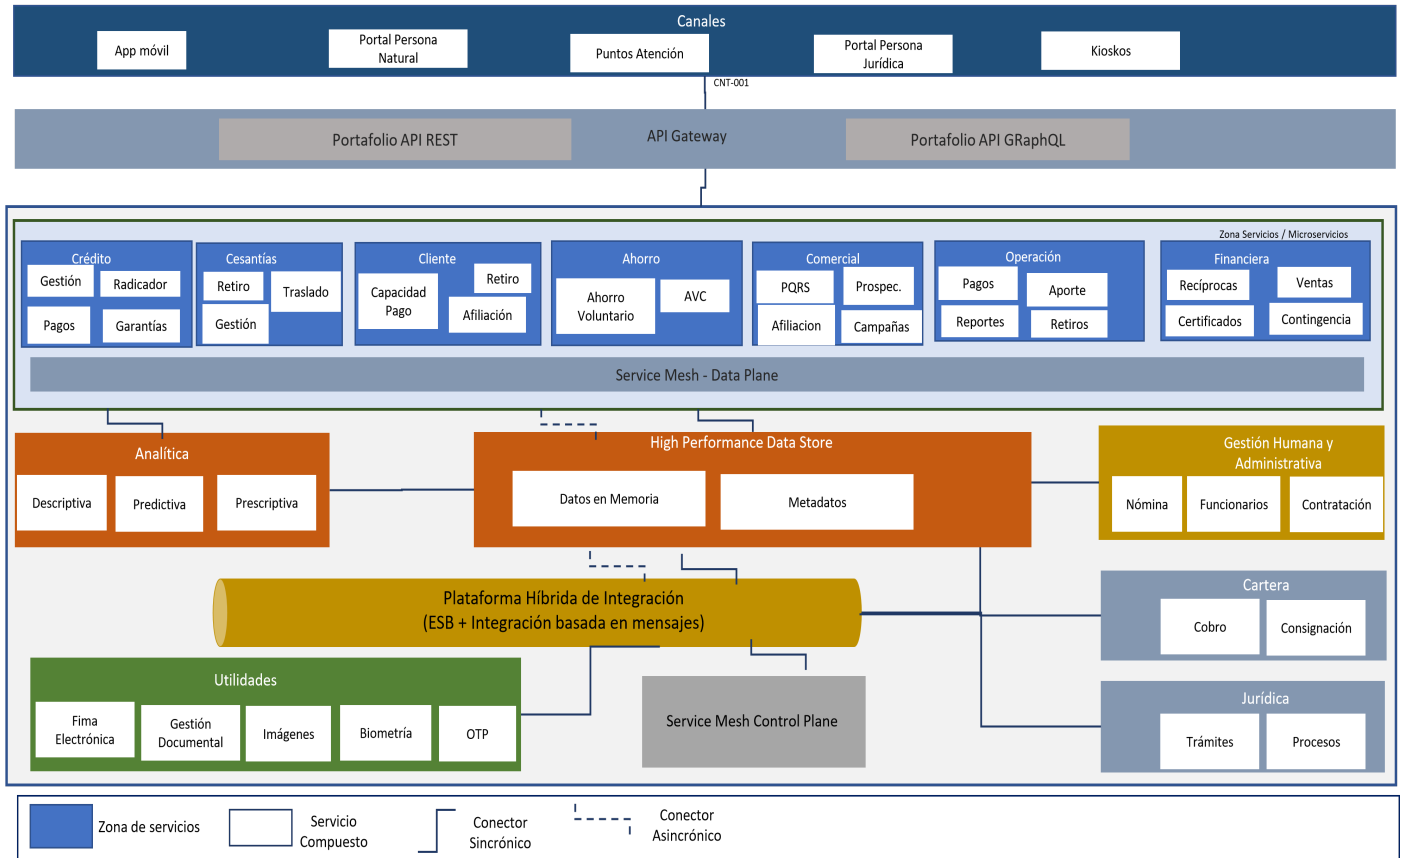 Canales
App móvil
Portal Persona
Natural
Puntos Atención
Portal Persona
Jurídica
Kioskos
CNT-001
Portafolio API REST
API Gateway
Portafolio API GRaphQL
Zona Servicios / Microservicios
Crédito
Gestión
Radicador
Pagos
Garantías
Cesantías
Retiro
Traslado
Gestión
Cliente
Capacidad
Pago
Retiro
Afiliación
Ahorro
Ahorro
Voluntario
AVC
Comercial
PQRS
Prospec.
Afiliacion
Campañas
Operación
Pagos
Aporte
Reportes
Retiros
Financiera
Recíprocas
Ventas
Certificados
Contingencia
Service Mesh - Data Plane
Analítica
Descriptiva
Predictiva
Prescriptiva
High Performance Data Store
Datos en Memoria
Metadatos
Gestión Humana y
Administrativa
Nómina
Funcionarios
Contratación
Plataforma Híbrida de Integración
(ESB + Integración basada en mensajes)
Cartera
Cobro
Consignación
Utilidades
Fima
Electrónica
Gestión
Documental
Imágenes
Biometría
OTP
Service Mesh Control Plane
Jurídica
Trámites
Procesos
Zona de servicios
Servicio
Compuesto
Conector
Sincrónico
Conector
Asincrónico